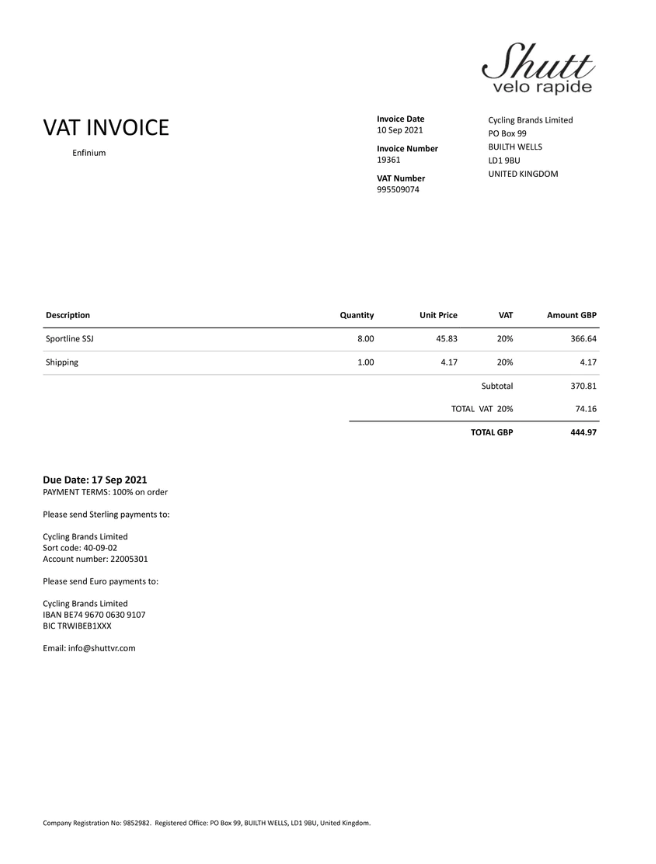 Shutt
velo rapide
VAT INVOICE
Enfinium
Invoice Date
10 Sep 2021
Invoice Number
19361
VAT Number
995509074
Cycling Brands Limited
PO Box 99
BUILTH WELLS
LD1 9BU
UNITED KINGDOM
Description Quantity Unit Price VAT Amount GBP
Sportline SSJ 8.00 45.83 20% 366.64
Shipping 1.00 4.17 20% 4.17
Subtotal 370.81
TOTAL VAT 20% 74.16
TOTAL GBP 444.97
Due Date: 17 Sep 2021
PAYMENT TERMS: 100% on order
Please send Sterling payments to:
Cycling Brands Limited
Sort code: 40-09-02
Account number: 22005301
Please send Euro payments to:
Cycling Brands Limited
IBAN BE74 9670 0630 9107
BIC TRWIBEB1XXX
Email: info@shuttvr.com
Company Registration No: 9852982. Registered Office: PO Box 99, BUILTH WELLS, LD1 9BU, United Kingdom.